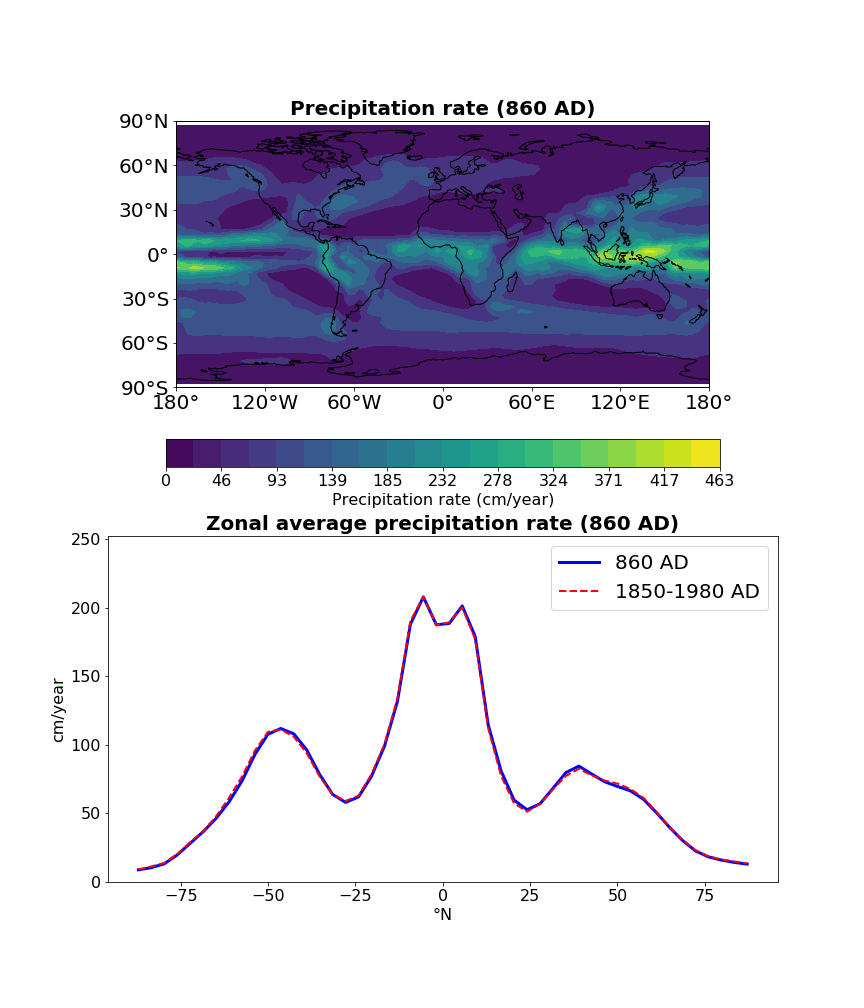 Precipitation rate (860 AD)
90°N
60°N
30°N
0°
30°S
60°S
90°S
180° 120°W 60°W 0° 60°E 120°E 180°
0 46 93 139 185 232 278 324 371 417 463
Precipitation rate (cm/year)
Zonal average precipitation rate (860 AD)
250
200
150
100
50
0
cm/year
860 AD
1850-1980 AD
−75 −50 −25 0 25 50 75
°N